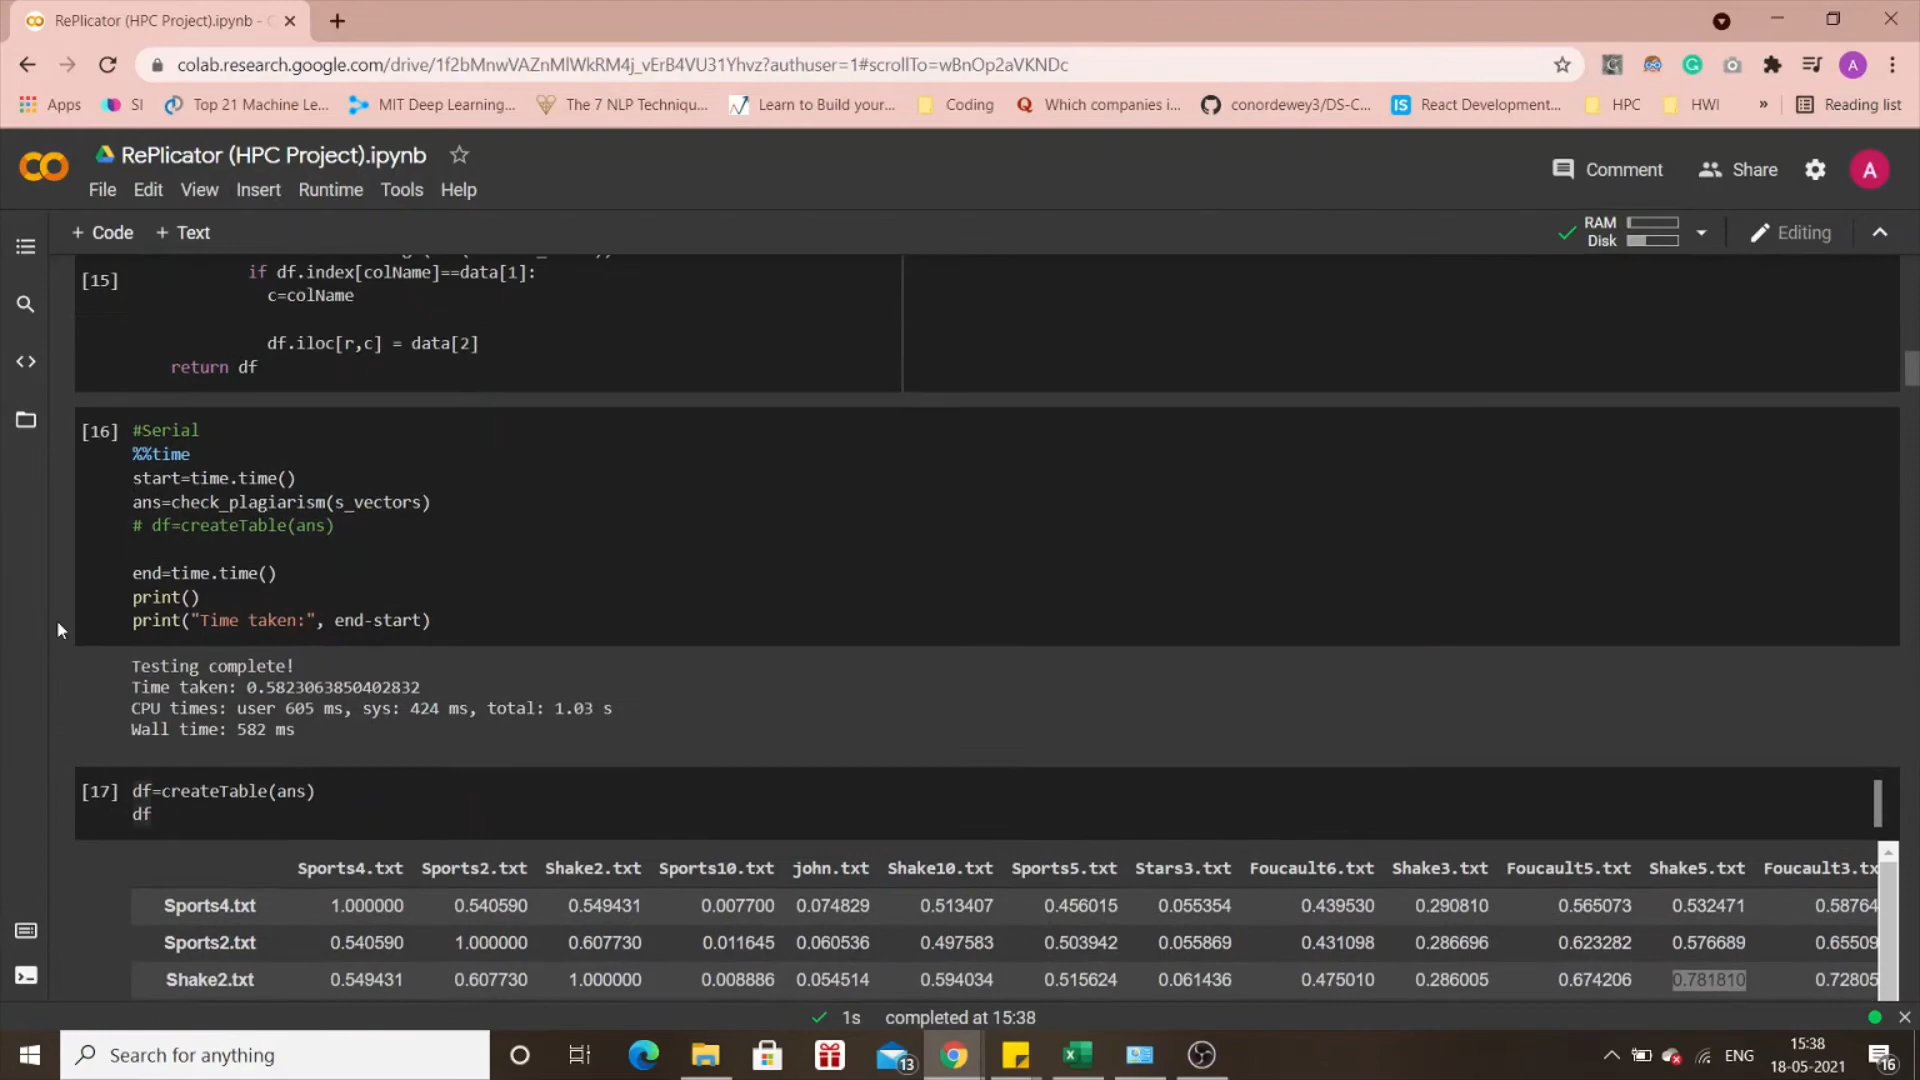 RePlicator (HPC Project).ipynb - C
colab.research.google.com/drive/1f2bMnwVAZnMlWkRM4j_vErB4VU31Yhvz?authuser=1#scrollTo=wBnOp2aVKNDc
A
Apps SI Top 21 Machine Le... MIT Deep Learning... The 7 NLP Techniqu... Learn to Build your... Coding Which companies i... conordewey3/DS-C... React Development... HPC HWI » Reading list
RePlicator (HPC Project).ipynb
Comment Share A
File Edit View Insert Runtime Tools Help
+ Code + Text
RAM
Disk
Editing
[15]
if df.index[colName]==data[1]:
c=colName
df.iloc[r,c] = data[2]
return df
[16] #Serial
%%time
start=time.time()
ans=check_plagiarism(s_vectors)
# df=createTable(ans)
end=time.time()
print()
print("Time taken:", end-start)
Testing complete!
Time taken: 0.5823063850402832
CPU times: user 605 ms, sys: 424 ms, total: 1.03 s
Wall time: 582 ms
[17] df=createTable(ans)
df
Sports4.txt Sports2.txt Shake2.txt Sports10.txt john.txt Shake10.txt Sports5.txt Stars3.txt Foucault6.txt Shake3.txt Foucault5.txt Shake5.txt Foucault3.tx
Sports4.txt 1.000000 0.540590 0.549431 0.007700 0.074829 0.513407 0.456015 0.055354 0.439530 0.290810 0.565073 0.532471 0.58764
Sports2.txt 0.540590 1.000000 0.607730 0.011645 0.060536 0.497583 0.503942 0.055869 0.431098 0.286696 0.623282 0.576689 0.65509
Shake2.txt 0.549431 0.607730 1.000000 0.008886 0.054514 0.594034 0.515624 0.061436 0.475010 0.286005 0.674206 0.781810 0.72805
1s completed at 15:38
Search for anything
13
ENG
15:38
18-05-2021
16